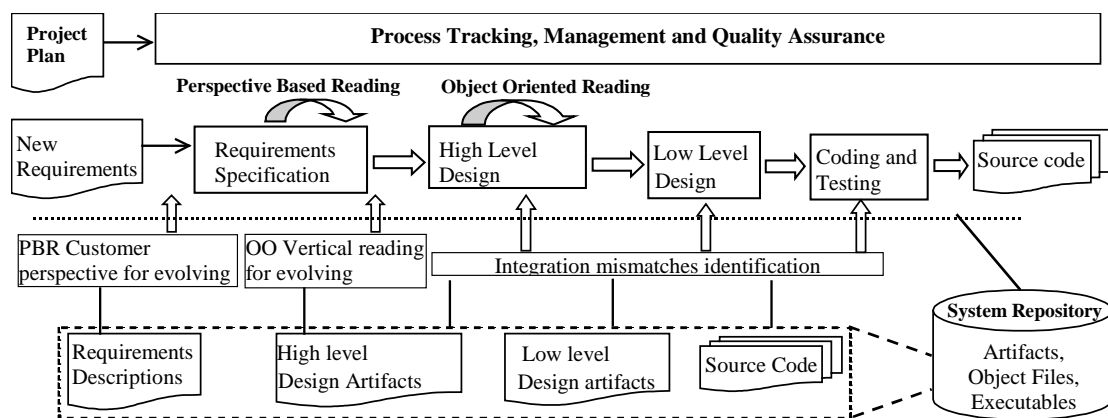 Project
Plan
Process Tracking, Management and Quality Assurance
Perspective Based Reading
Object Oriented Reading
New
Requirements
Requirements
Specification
High Level
Design
Low Level
Design
Coding and
Testing
Source code
PBR Customer
perspective for evolving
OO Vertical reading
for evolving
Integration mismatches identification
System Repository
Artifacts,
Object Files,
Executables
Requirements
Descriptions
High level
Design Artifacts
Low level
Design artifacts
Source Code